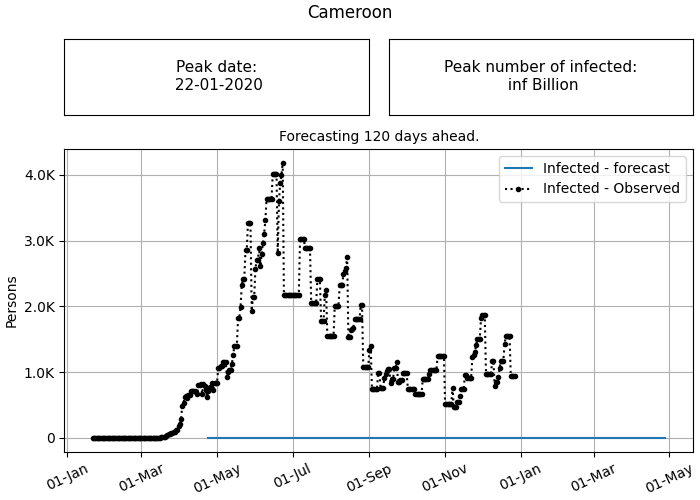 Cameroon
Peak date:
22-01-2020
Peak number of infected:
inf Billion
Forecasting 120 days ahead.
Infected - forecast
Infected - Observed
Persons
4.0K
3.0K
2.0K
1.0K
0
01-Jan
01-Mar
01-May
01-Jul
01-Sep
01-Nov
01-Jan
01-Mar
01-May